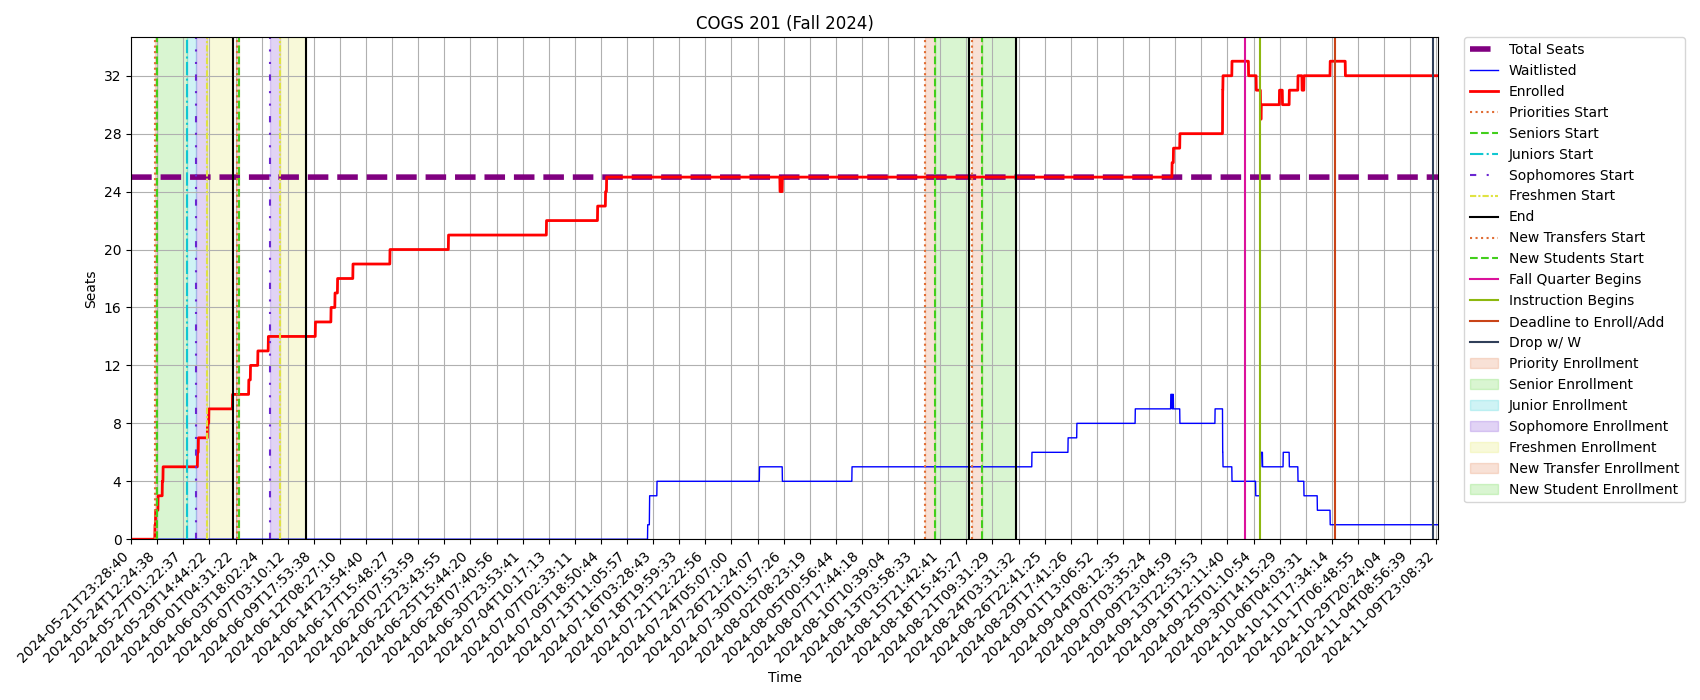 COGS 201 (Fall 2024)
Seats
32
28
24
20
16
12
8
4
0
2024-05-21T23:28:40
2024-05-24T12:24:38
2024-05-27T01:22:37
2024-05-29T14:44:22
2024-06-01T04:31:22
2024-06-03T18:02:24
2024-06-07T03:10:12
2024-06-09T17:53:38
2024-06-12T08:27:10
2024-06-14T23:54:40
2024-06-17T15:48:27
2024-06-20T07:53:59
2024-06-22T23:43:55
2024-06-25T15:44:20
2024-06-28T07:40:56
2024-06-30T23:53:41
2024-07-04T10:17:13
2024-07-07T02:33:11
2024-07-09T18:50:44
2024-07-13T11:05:57
2024-07-16T03:28:43
2024-07-18T19:59:33
2024-07-21T12:22:56
2024-07-24T05:07:00
2024-07-26T21:24:07
2024-07-30T01:57:26
2024-08-02T08:23:19
2024-08-05T00:56:44
2024-08-07T17:44:18
2024-08-10T10:39:04
2024-08-13T03:58:33
2024-08-15T21:42:41
2024-08-18T15:45:27
2024-08-21T09:31:29
2024-08-24T03:31:32
2024-08-26T22:41:25
2024-08-29T17:41:26
2024-09-01T13:06:52
2024-09-04T08:12:35
2024-09-07T03:35:24
2024-09-09T23:04:59
2024-09-13T22:53:53
2024-09-19T12:11:40
2024-09-25T01:10:54
2024-09-30T14:15:29
2024-10-06T04:03:31
2024-10-11T17:34:14
2024-10-17T06:48:55
2024-10-29T20:24:04
2024-11-04T08:56:39
2024-11-09T23:08:32
Time
Total Seats
Waitlisted
Enrolled
Priorities Start
Seniors Start
Juniors Start
Sophomores Start
Freshmen Start
End
New Transfers Start
New Students Start
Fall Quarter Begins
Instruction Begins
Deadline to Enroll/Add
Drop w/ W
Priority Enrollment
Senior Enrollment
Junior Enrollment
Sophomore Enrollment
Freshmen Enrollment
New Transfer Enrollment
New Student Enrollment